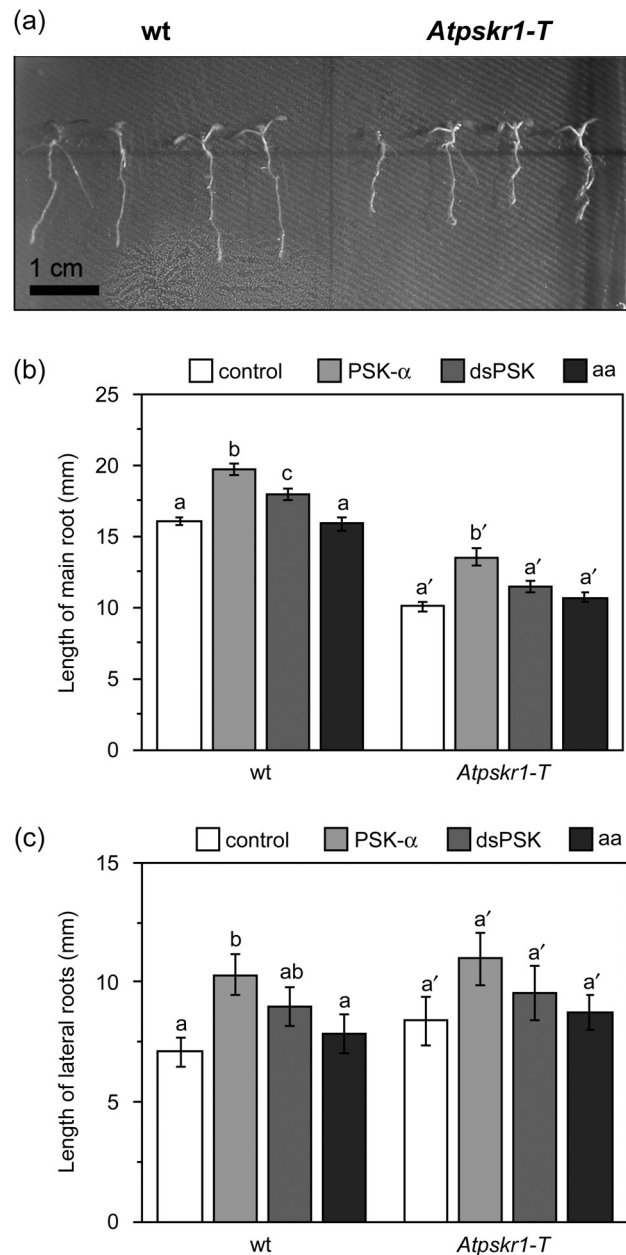 (a)
wt Atpskr1-T
1 cm
(b)
control PSK-α dsPSK aa
Length of main root (mm)
25
20
15
10
5
0
a b c a a′ b′ a′ a′
wt Atpskr1-T
(c)
control PSK-α dsPSK aa
Length of lateral roots (mm)
15
10
5
0
a b ab a a′ a′ a′ a′
wt Atpskr1-T